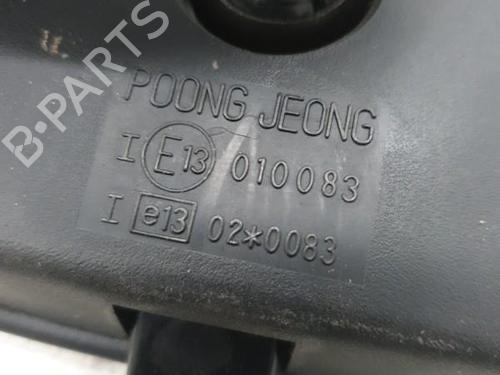 POONG JEONG
I E13 010083
I e13 02*0083
B-PARTS